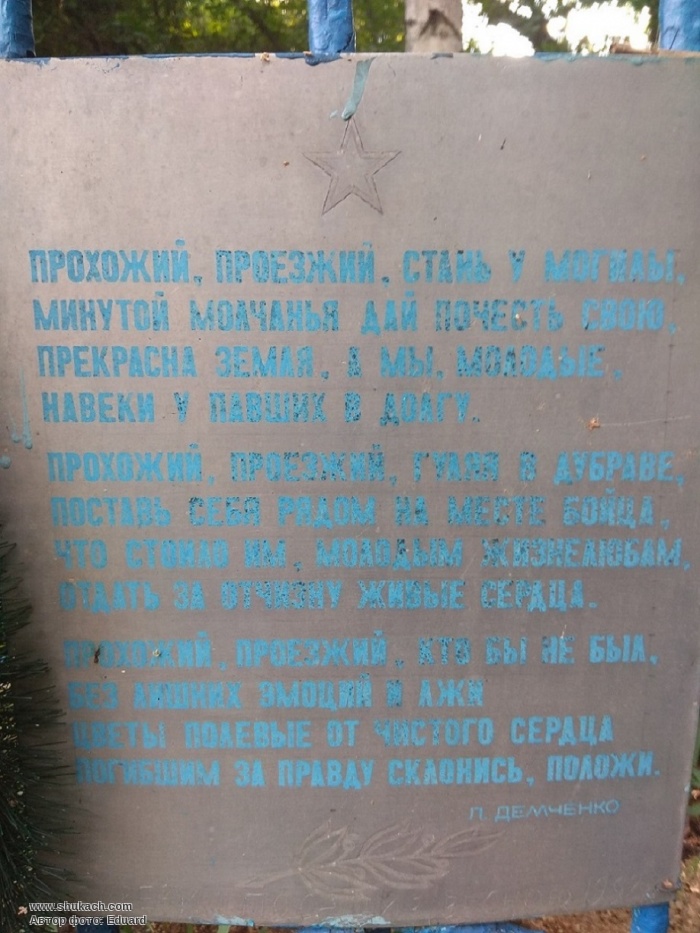 ПРОХОЖИЙ, ПРОЕЗЖИЙ, СТАНЬ У МОГИЛЫ,
МИНУТОЙ МОЛЧАНЬЯ ДАЙ ПОЧЕСТЬ СВОЮ,
ПРЕКРАСНА ЗЕМЛЯ, А МЫ, МОЛОДЫЕ,
НАВЕКИ У ПАВШИХ В ДОЛГУ.
ПРОХОЖИЙ, ПРОЕЗЖИЙ, ГУЛЯЯ В ДУБРАВЕ,
ПОСТАВЬ СЕБЯ РЯДОМ НА МЕСТЕ БОЙЦА,
ЧТО СТОИЛО ИМ, МОЛОДЫМ ЖИЗНЕЛЮБАМ,
ОТДАТЬ ЗА ОТЧИЗНУ ЖИВЫЕ СЕРДЦА.
ПРОХОЖИЙ, ПРОЕЗЖИЙ, КТО БЫ НЕ БЫЛ,
БЕЗ ЛИШНИХ ЭМОЦИЙ И ЛЖИ
ЦВЕТЫ ПОЛЕВЫЕ ОТ ЧИСТОГО СЕРДЦА
ПОГИБШИМ ЗА ПРАВДУ СКЛОНИСЬ, ПОЛОЖИ.
П. ДЕМЧЕНКО
www.shukach.com
Автор фото: Eduard